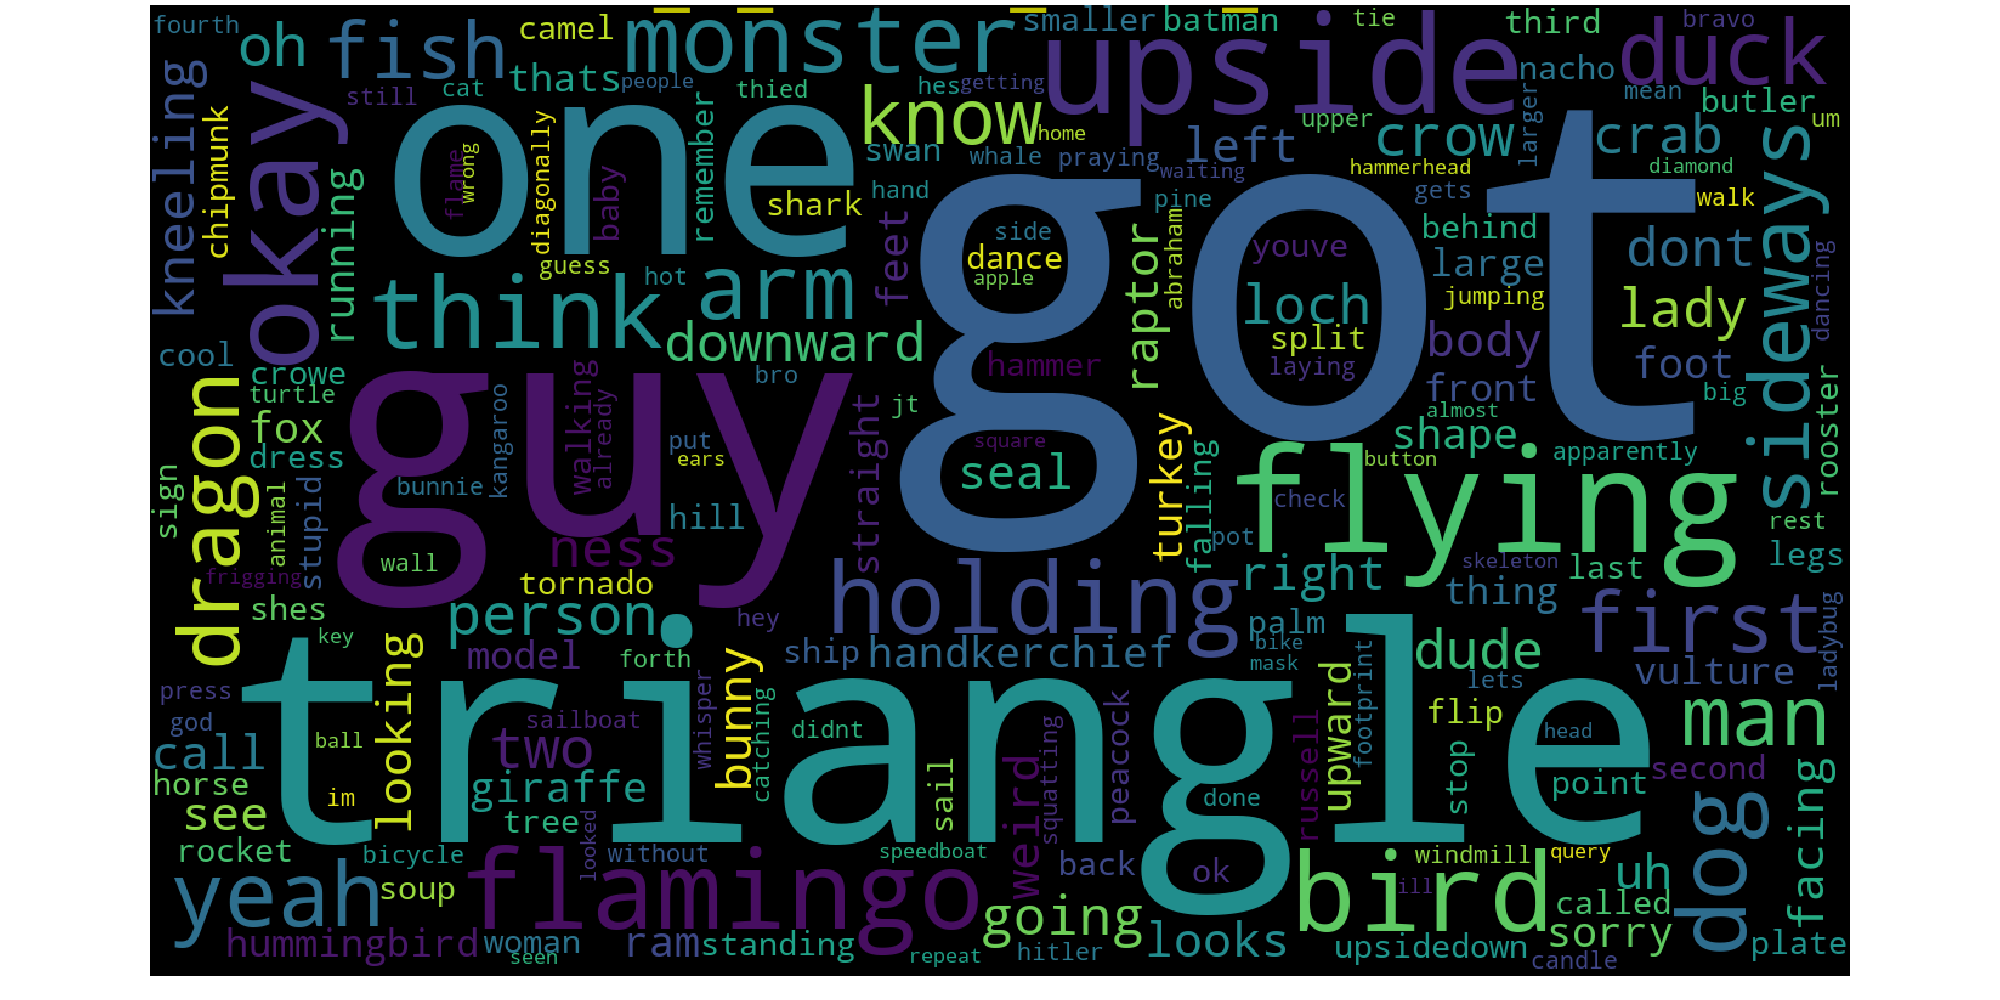 fourth
oh
fish
camel
monster
smaller
batman
tie
third
bravo
duck
upside
thats
people
cat
still
thied
hes
getting
nacho
mean
butler
um
larger
okay
kneeling
chipmunk
one
know
home
upper
crow
crab
left
swan
whale
praying
waiting
hammerhead
diamond
remember
flame
wrong
diagonally
baby
shark
hand
pine
gets
walk
sideways
running
guess
hot
arm
feet
side
dance
apple
raptor
abraham
youve
behind
large
dont
got
think
downward
loch
split
laying
jumping
lady
dancing
body
foot
cool
crowe
turtle
dragon
fox
dress
bro
hammer
jt
front
big
almost
shape
rooster
guy
kangaroo
walking
already
put
ears
square
straight
seal
turkey
falling
flying
button
apparently
sign
animal
stupid
bunnie
hill
check
pot
rest
legs
ness
wall
frigging
tornado
holding
right
skeleton
last
thing
first
ladybug
shes
key
person
hey
palm
bike
mask
dude
model
forth
ship
handkerchief
lets
vulture
press
god
looking
triangle
whisper
bunny
catching
sailboat
two
didnt
peacock
squatting
upward
footprint
flip
head
man
call
ball
horse
im
giraffe
sail
done
russell
stop
point
second
see
tree
weird
facing
dog
rocket
bicycle
looked
without
speedboat
back
ok
windmill
query
yeah
soup
flamingo
ill
bird
uh
called
going
hummingbird
woman
seen
ram
standing
repeat
hitler
looks
upsidedown
sorry
candle
plate